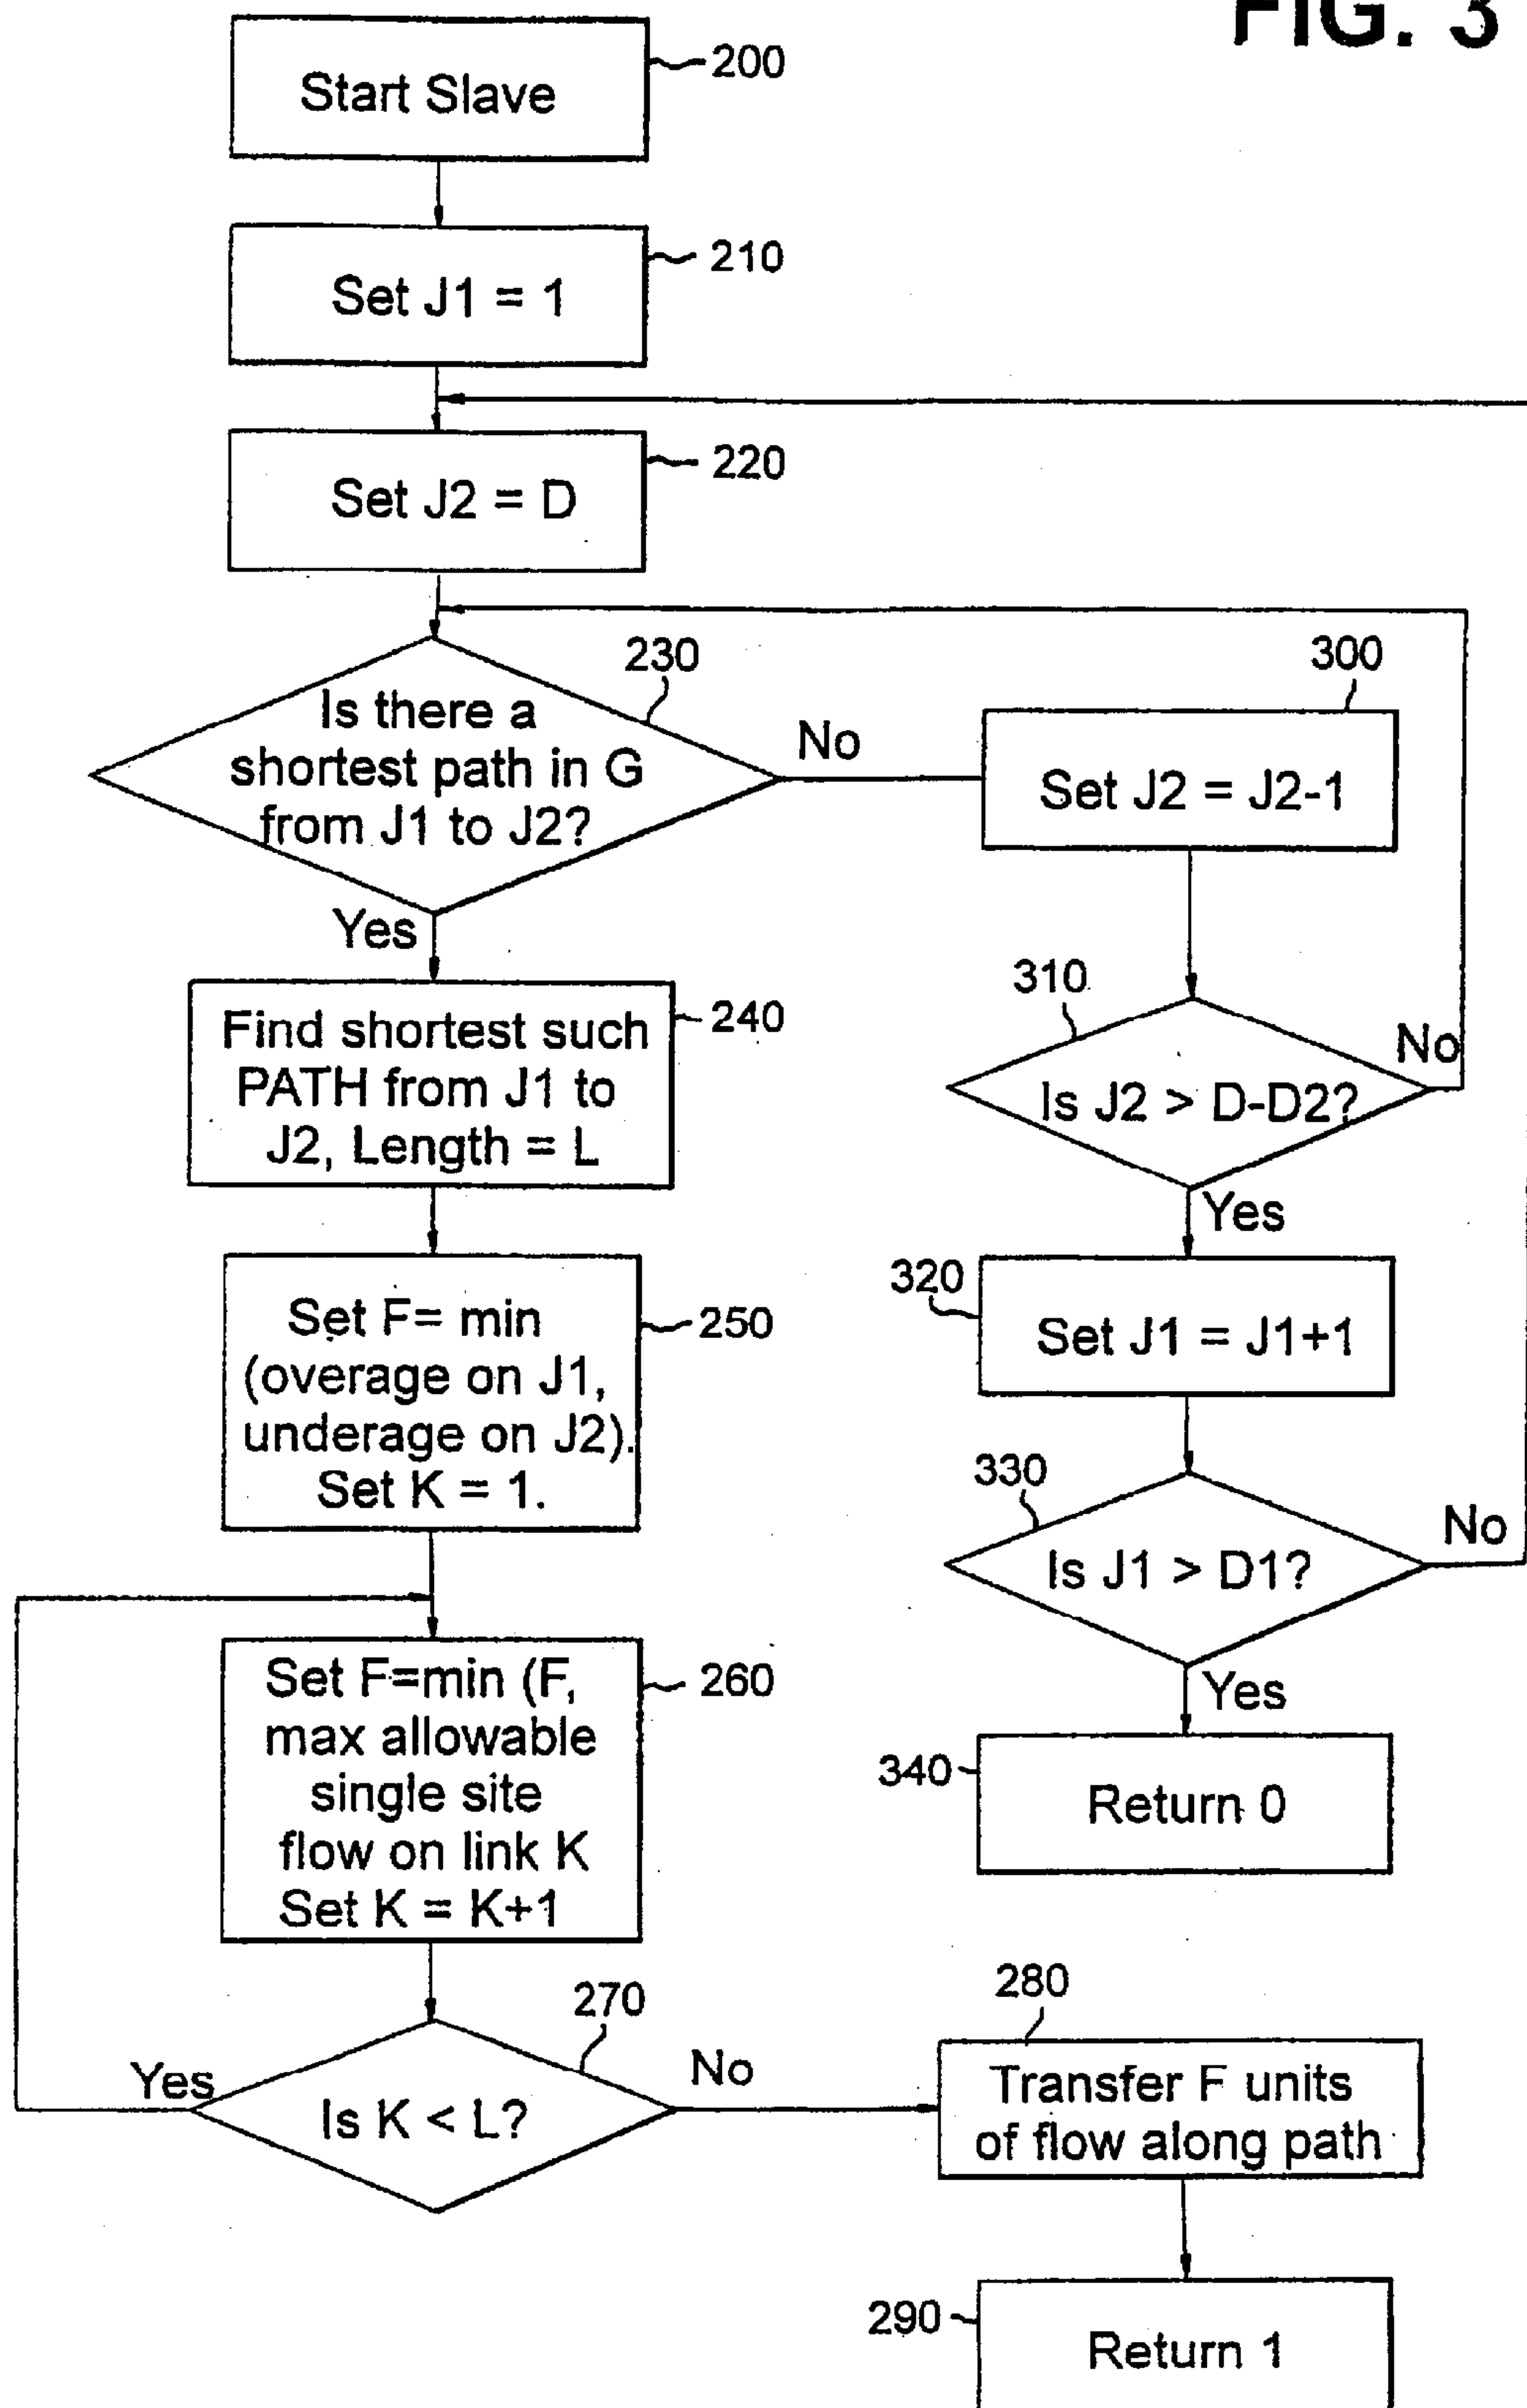 FIG. 3
Start Slave
200
Set J1 = 1
210
Set J2 = D
220
230
Is there a
shortest path in G
from J1 to J2?
No
Yes
300
Set J2 = J2-1
Find shortest such
PATH from J1 to
J2, Length = L
240
310
Is J2 > D-D2?
No
Yes
Set F= min
(overage on J1,
underage on J2).
Set K = 1.
250
320
Set J1 = J1+1
330
Is J1 > D1?
No
Yes
Set F=min (F,
max allowable
single site
flow on link K
Set K = K+1
260
340
Return 0
270
Is K < L?
Yes
No
280
Transfer F units
of flow along path
290
Return 1